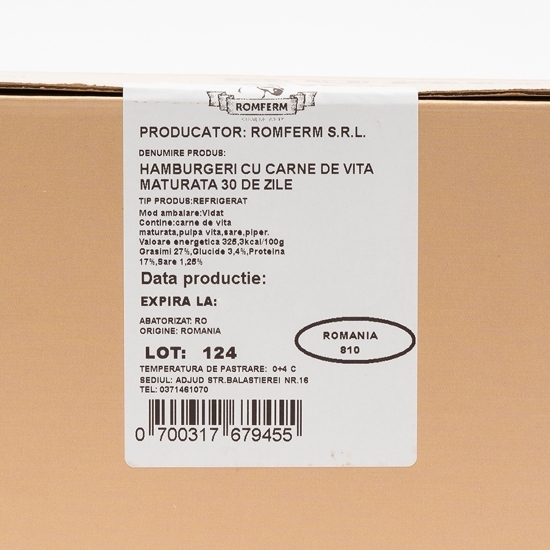 ROMFERM
PRODUCATOR: ROMFERM S.R.L.
DENUMIRE PRODUS:
HAMBURGERI CU CARNE DE VITA
MATURATA 30 DE ZILE
TIP PRODUS:REFRIGERAT
Mod ambalare:Vidat
Contine:carne de vita
maturata,pulpa vita,sare,piper.
Valoare energetica 325,3kcal/100g
Grasimi 27%,Glucide 3,4%,Proteina
17%,Sare 1,25%
Data productie:
EXPIRA LA:
ABATORIZAT: RO
ORIGINE: ROMANIA
ROMANIA
810
LOT: 124
TEMPERATURA DE PASTRARE: 0+4 C
SEDIUL: ADJUD STR.BALASTIEREI NR.16
TEL: 0371461070
0 700317 679455